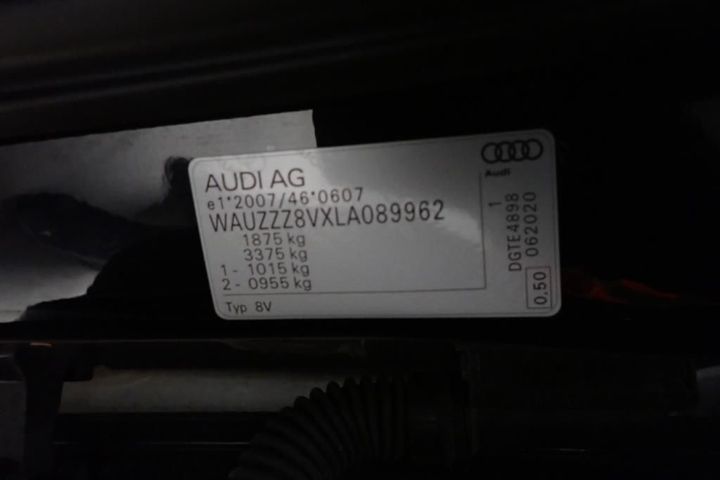 AUDI AG
e1*2007/46*0607
WAUZZZ8VXLA089962
1875 kg
3375 kg
1 - 1015 kg
2 - 0955 kg
Typ 8V
Audi
1
DGTE4898
062020
0,50